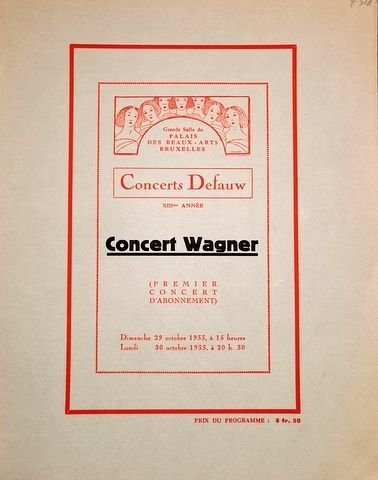 Grande Salle du
PALAIS
DES BEAUX-ARTS
BRUXELLES
Concerts Defauw
XIIIme ANNÉE
Concert Wagner
(PREMIER
CONCERT
D'ABONNEMENT)
Dimanche 29 octobre 1933, à 15 heures
Lundi 30 octobre 1933, à 20 h. 30
PRIX DU PROGRAMME : 2 fr. 50